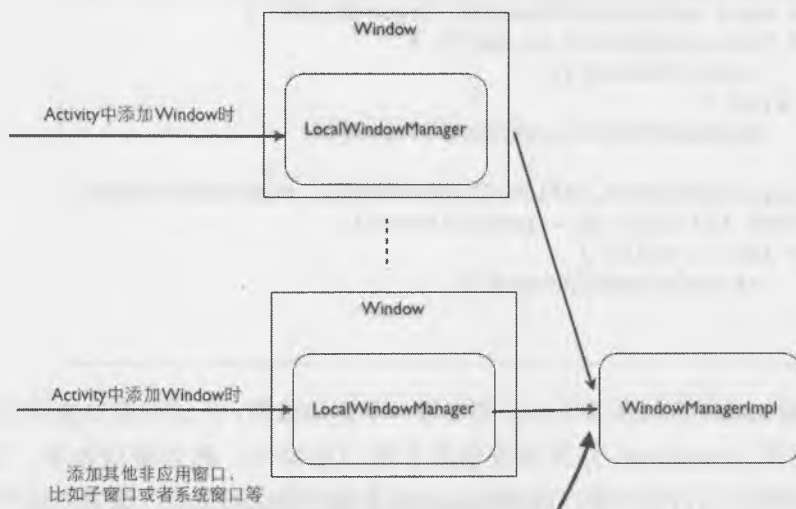 Window
Activity中添加Window时
LocalWindowManager
Window
Activity中添加Window时
LocalWindowManager
WindowManagerImpl
添加其他非应用窗口,
比如子窗口或者系统窗口等